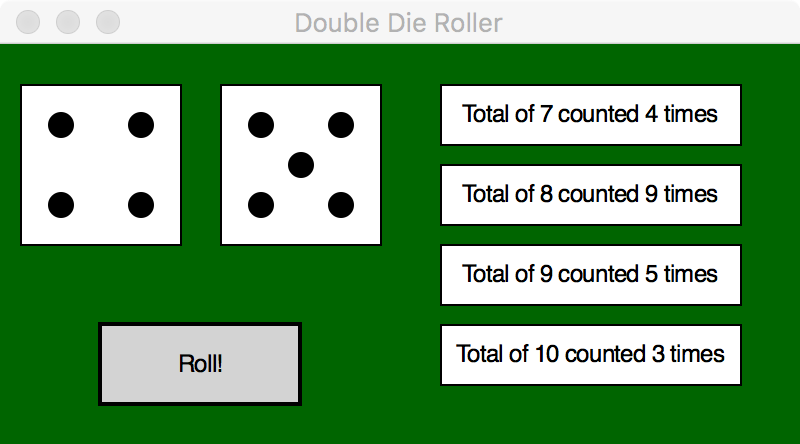 Double Die Roller
Total of 7 counted 4 times
Total of 8 counted 9 times
Total of 9 counted 5 times
Total of 10 counted 3 times
Roll!